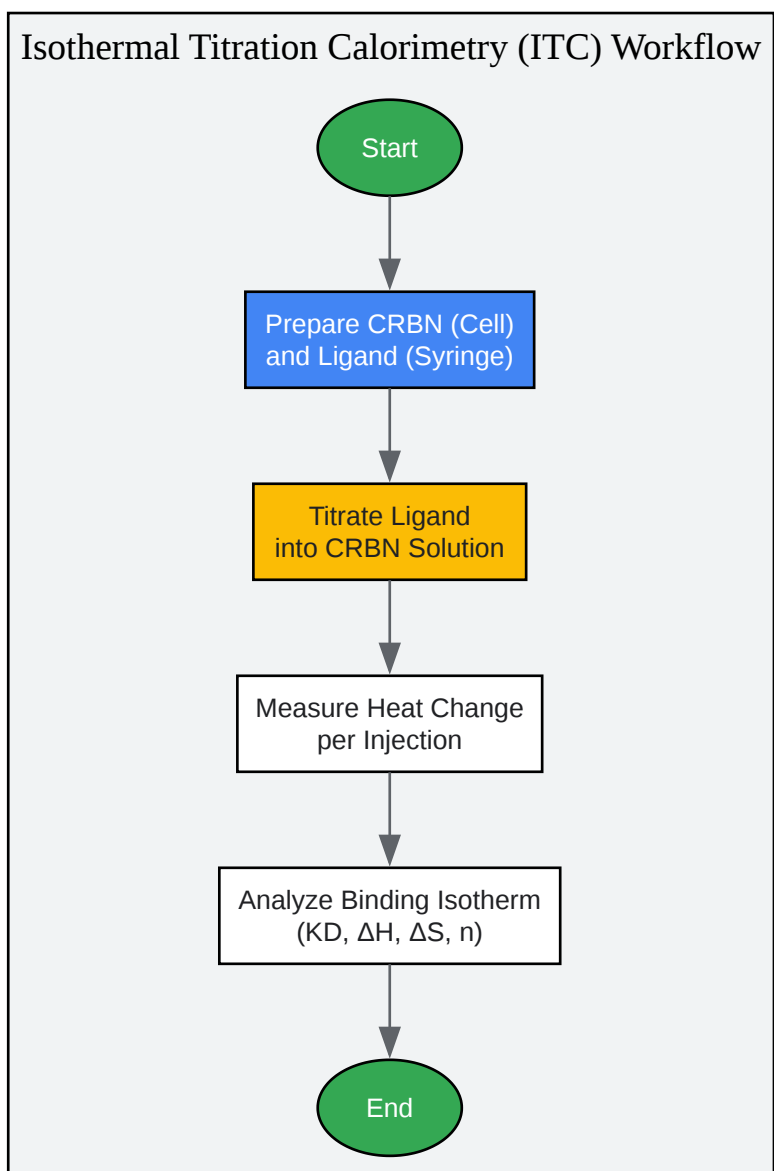 Isothermal Titration Calorimetry (ITC) Workflow
Start
Prepare CRBN (Cell)
and Ligand (Syringe)
Titrate Ligand
into CRBN Solution
Measure Heat Change
per Injection
Analyze Binding Isotherm
(KD, ΔH, ΔS, n)
End